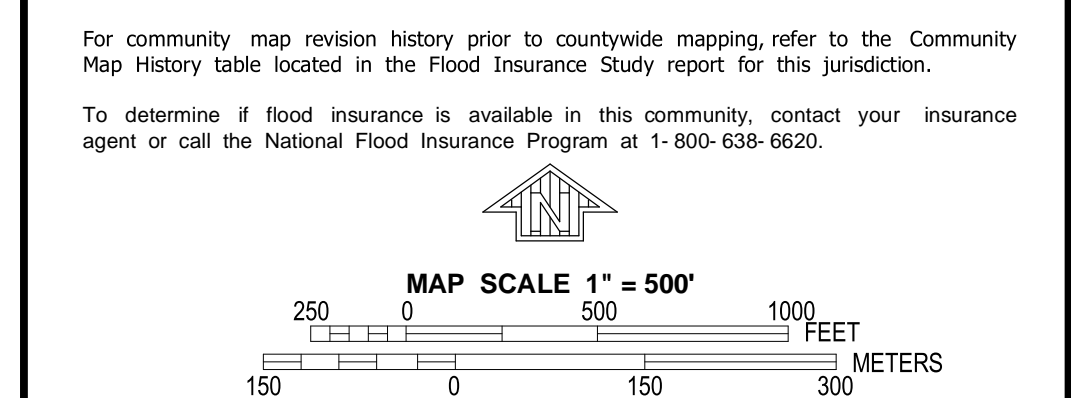 For community map revision history prior to countywide mapping, refer to the Community
Map History table located in the Flood Insurance Study report for this jurisdiction.
To determine if flood insurance is available in this community, contact your insurance
agent or call the National Flood Insurance Program at 1- 800- 638- 6620.
N
MAP SCALE 1" = 500'
250 0 500 1000
FEET
METERS
150 0 150 300